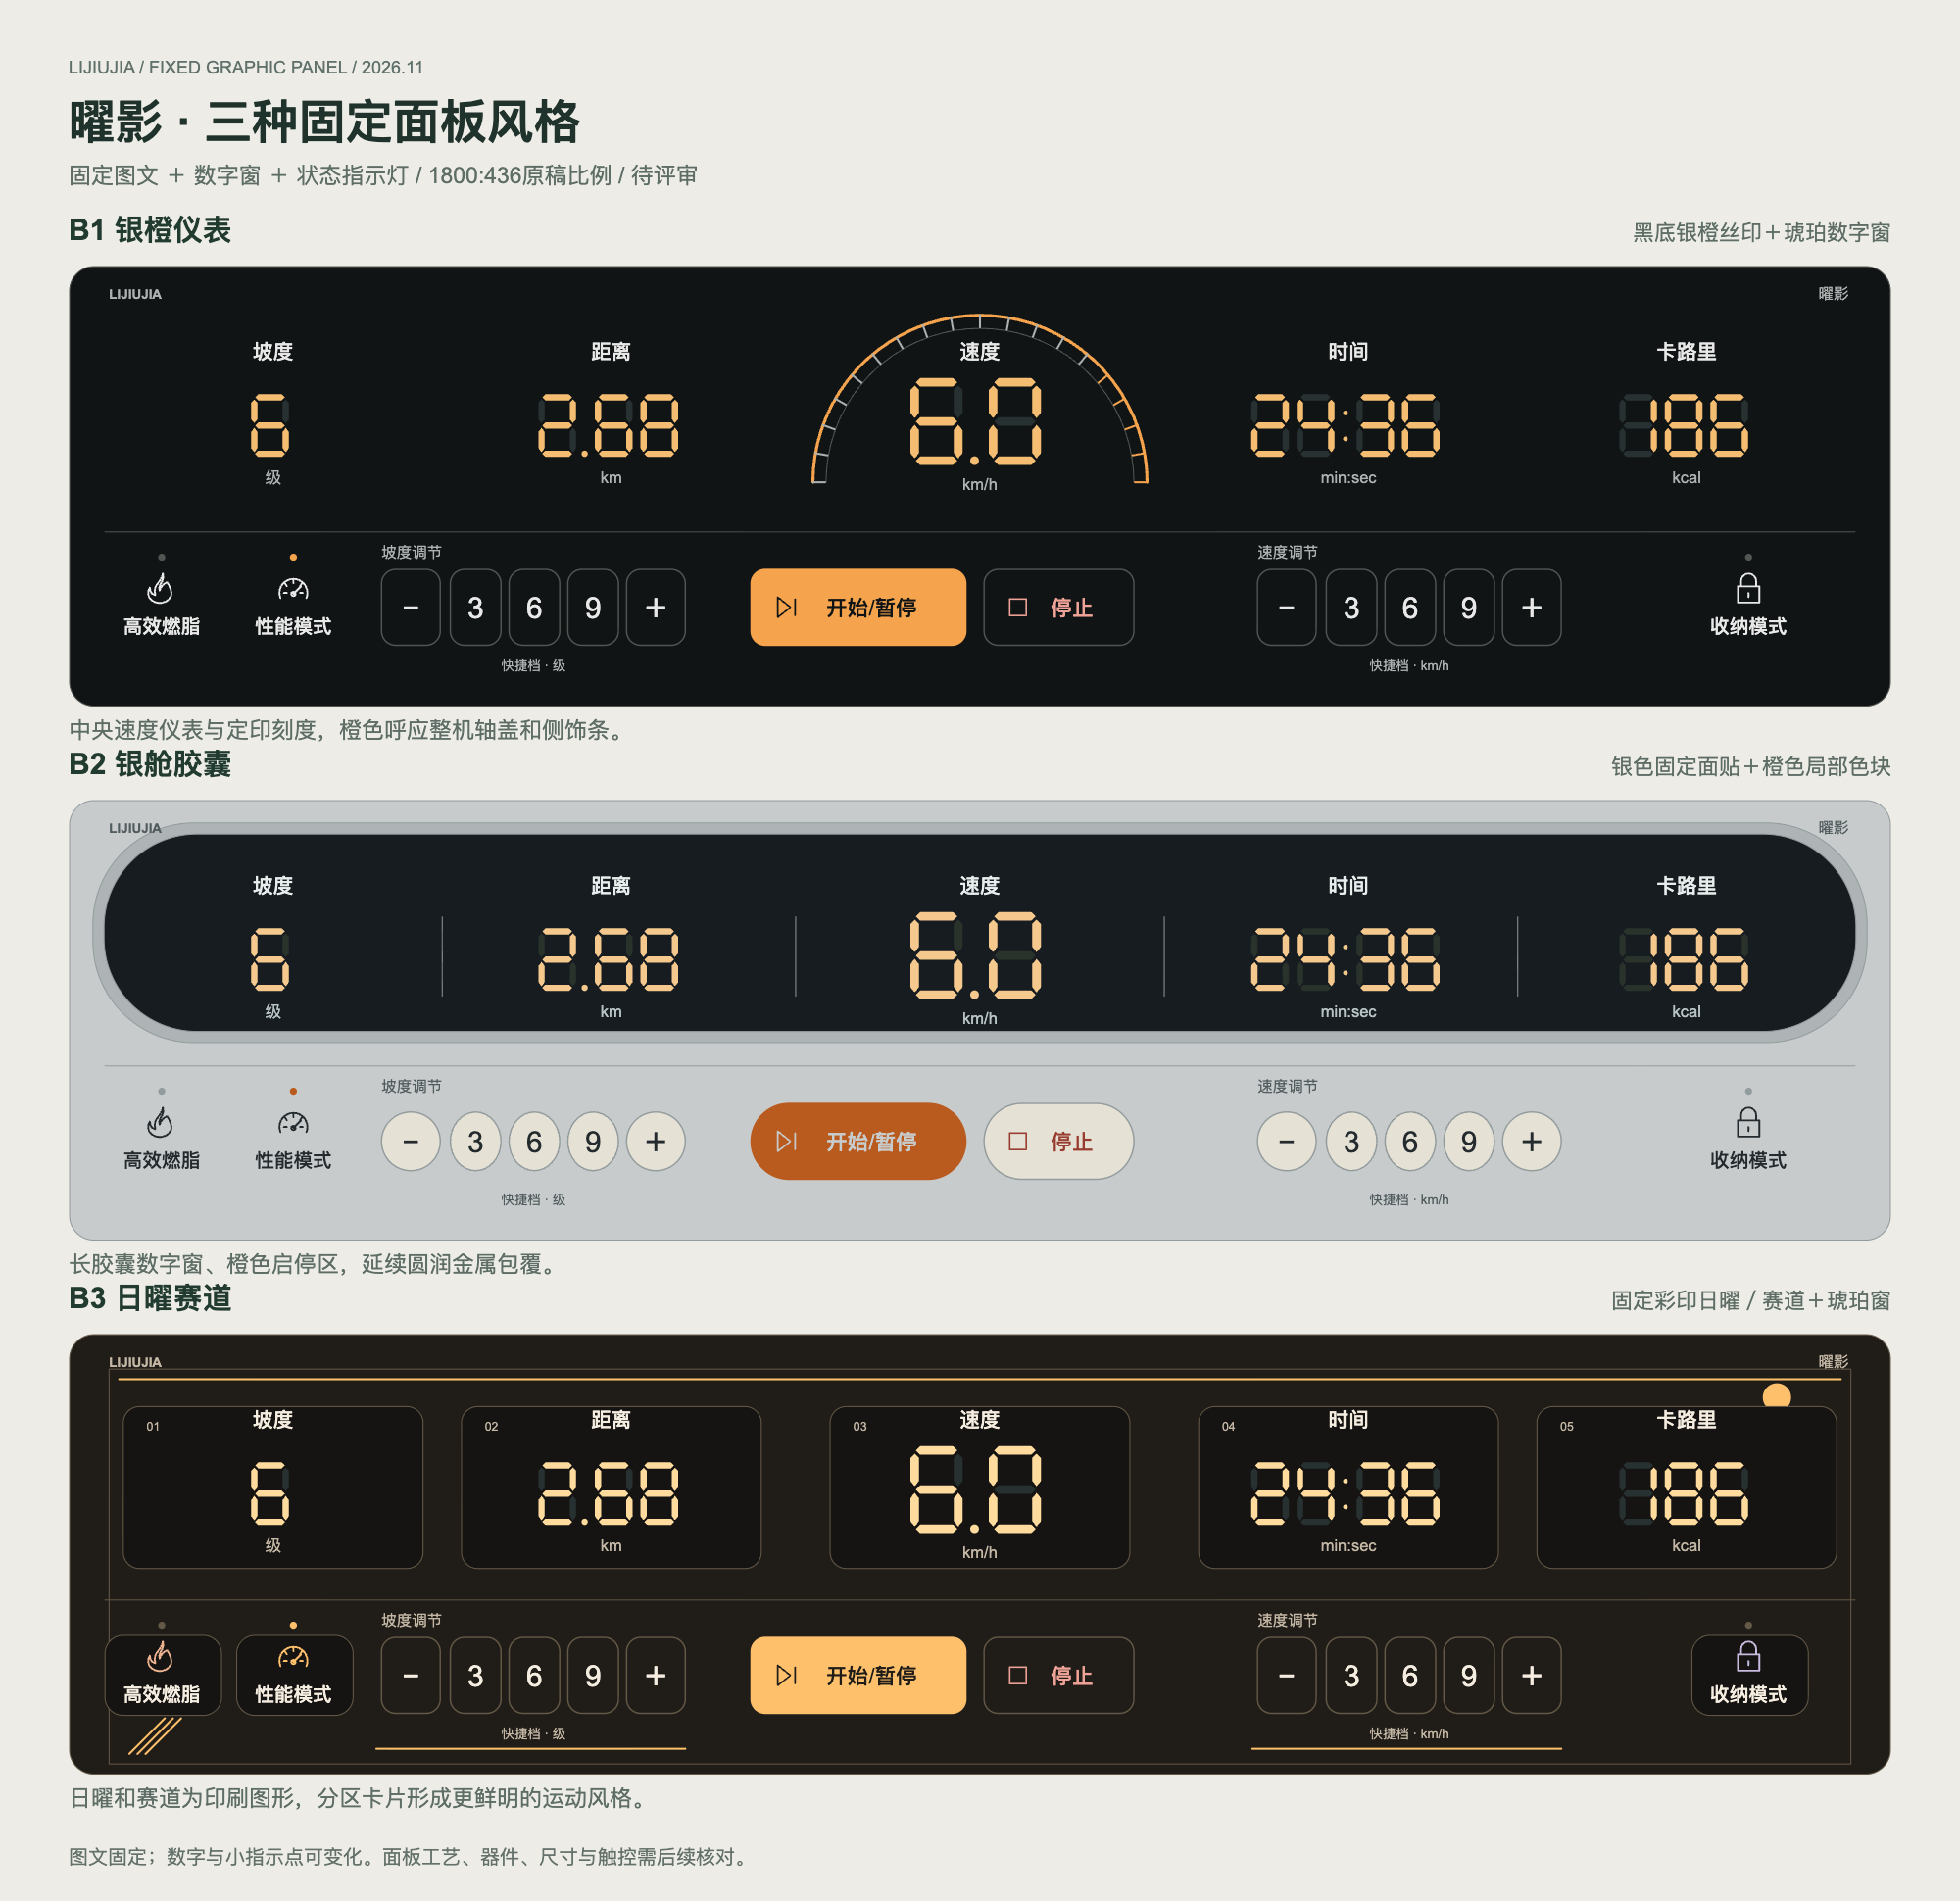 LIJIUJIA / FIXED GRAPHIC PANEL / 2026.11
曜影 · 三种固定面板风格
固定图文 ＋ 数字窗 ＋ 状态指示灯 / 1800:436原稿比例 / 待评审
B1 银橙仪表
黑底银橙丝印＋琥珀数字窗
LIJIUJIA
曜影
坡度 距离 速度 时间 卡路里
6 2.68 6.0 24:36 186
级 km km/h min:sec kcal
坡度调节 速度调节
− 3 6 9 + 开始/暂停 停止 − 3 6 9 +
高效燃脂 性能模式 收纳模式
快捷档 · 级 快捷档 · km/h
中央速度仪表与定印刻度，橙色呼应整机轴盖和侧饰条。
B2 银舱胶囊
银色固定面贴＋橙色局部色块
LIJIUJIA
曜影
坡度 距离 速度 时间 卡路里
6 2.68 6.0 24:36 186
级 km km/h min:sec kcal
坡度调节 速度调节
− 3 6 9 + 开始/暂停 停止 − 3 6 9 +
高效燃脂 性能模式 收纳模式
快捷档 · 级 快捷档 · km/h
长胶囊数字窗、橙色启停区，延续圆润金属包覆。
B3 日曜赛道
固定彩印日曜 / 赛道＋琥珀窗
LIJIUJIA
曜影
01 坡度 02 距离 03 速度 04 时间 05 卡路里
6 2.68 6.0 24:36 186
级 km km/h min:sec kcal
坡度调节 速度调节
− 3 6 9 + 开始/暂停 停止 − 3 6 9 +
高效燃脂 性能模式 收纳模式
快捷档 · 级 快捷档 · km/h
日曜和赛道为印刷图形，分区卡片形成更鲜明的运动风格。
图文固定；数字与小指示点可变化。面板工艺、器件、尺寸与触控需后续核对。